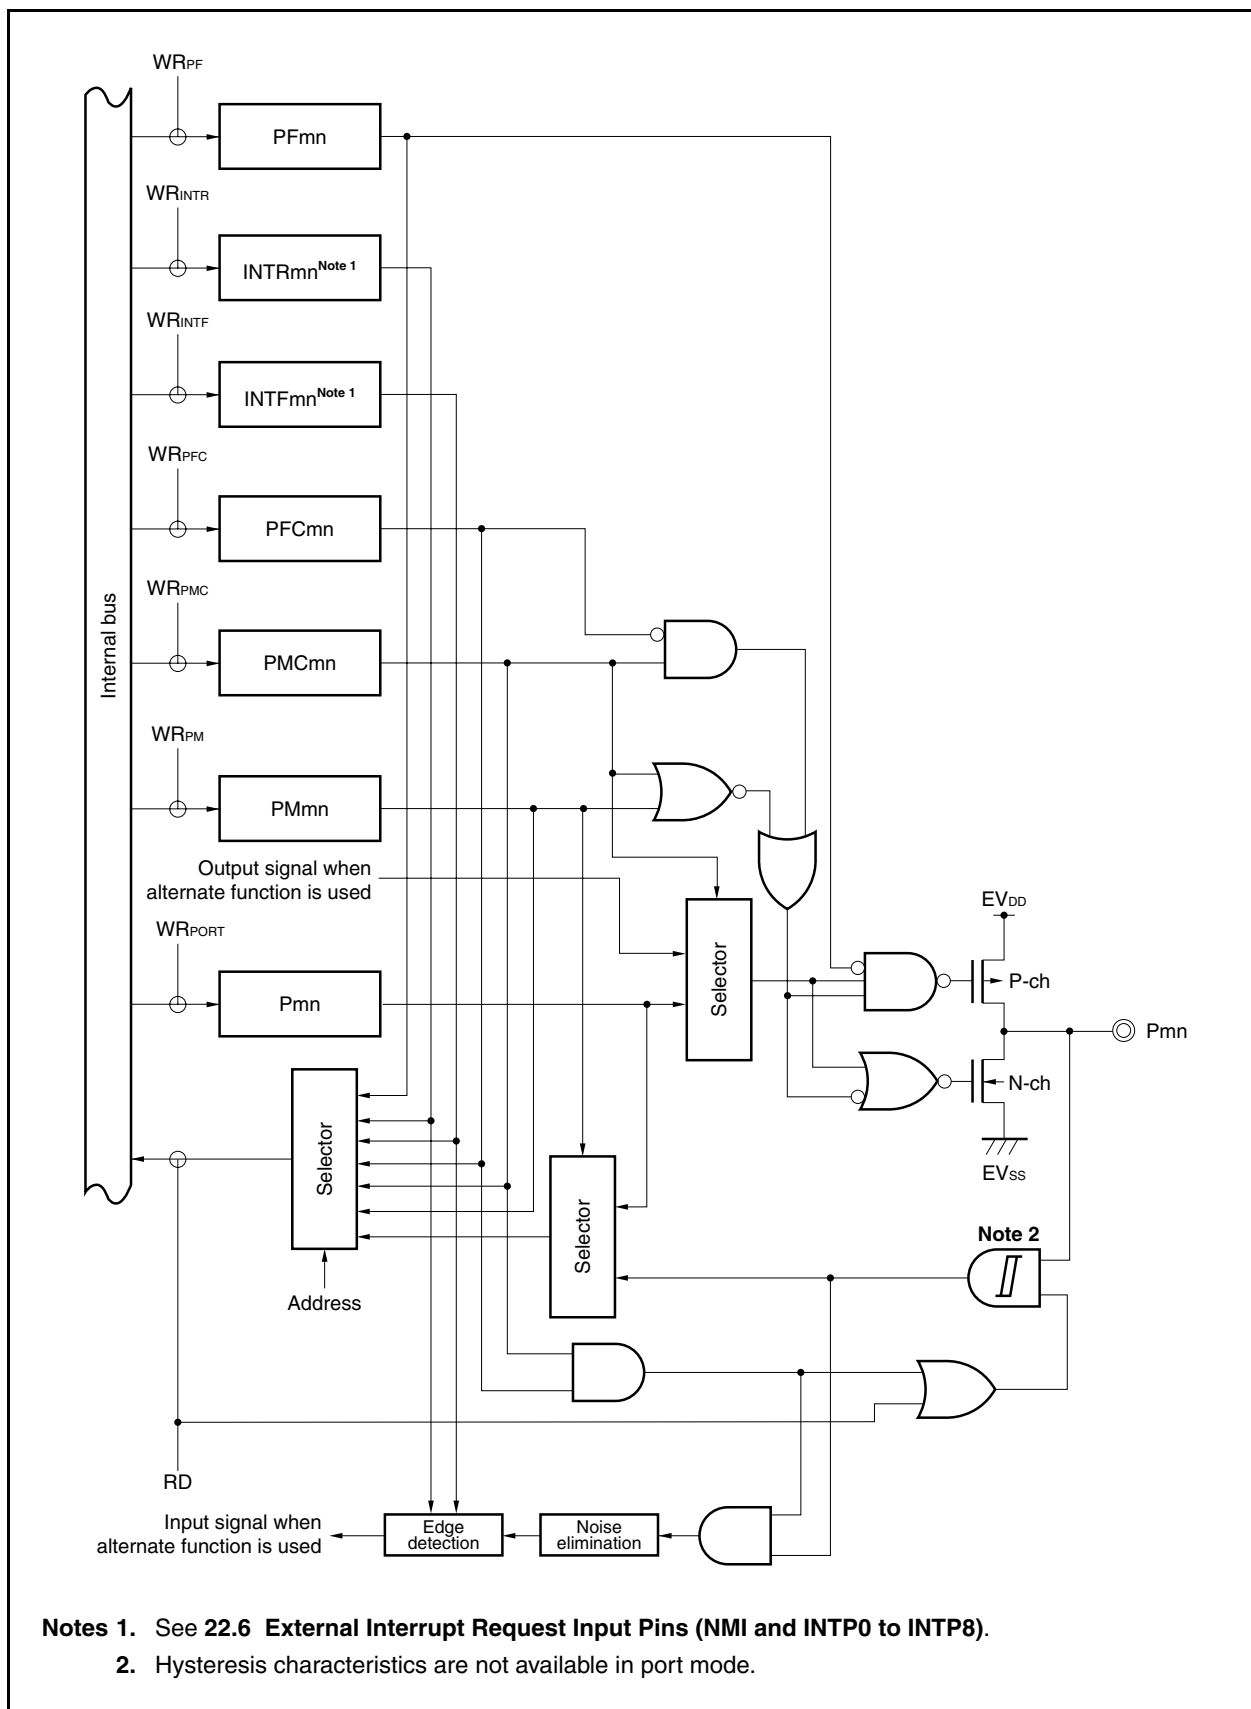 WRPF
PFmn
WRINTR
INTRmnNote 1
WRINTF
INTFmnNote 1
WRPFC
PFCmn
WRPMC
Internal bus
PMCmn
WRPM
PMmn
Output signal when
alternate function is used
WRPORT
Pmn
Selector
EVDD
P-ch
Pmn
N-ch
EVSS
Selector
Selector
Note 2
Address
RD
Input signal when
alternate function is used
Edge
detection
Noise
elimination
Notes 1. See 22.6 External Interrupt Request Input Pins (NMI and INTP0 to INTP8).
2. Hysteresis characteristics are not available in port mode.